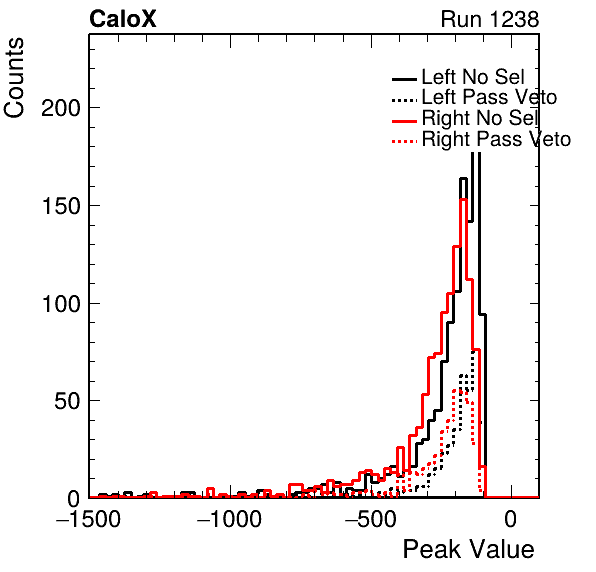 CaloX Run 1238
Counts
Left No Sel
Left Pass Veto
Right No Sel
Right Pass Veto
200
150
100
50
0
−1500 −1000 −500 0
Peak Value